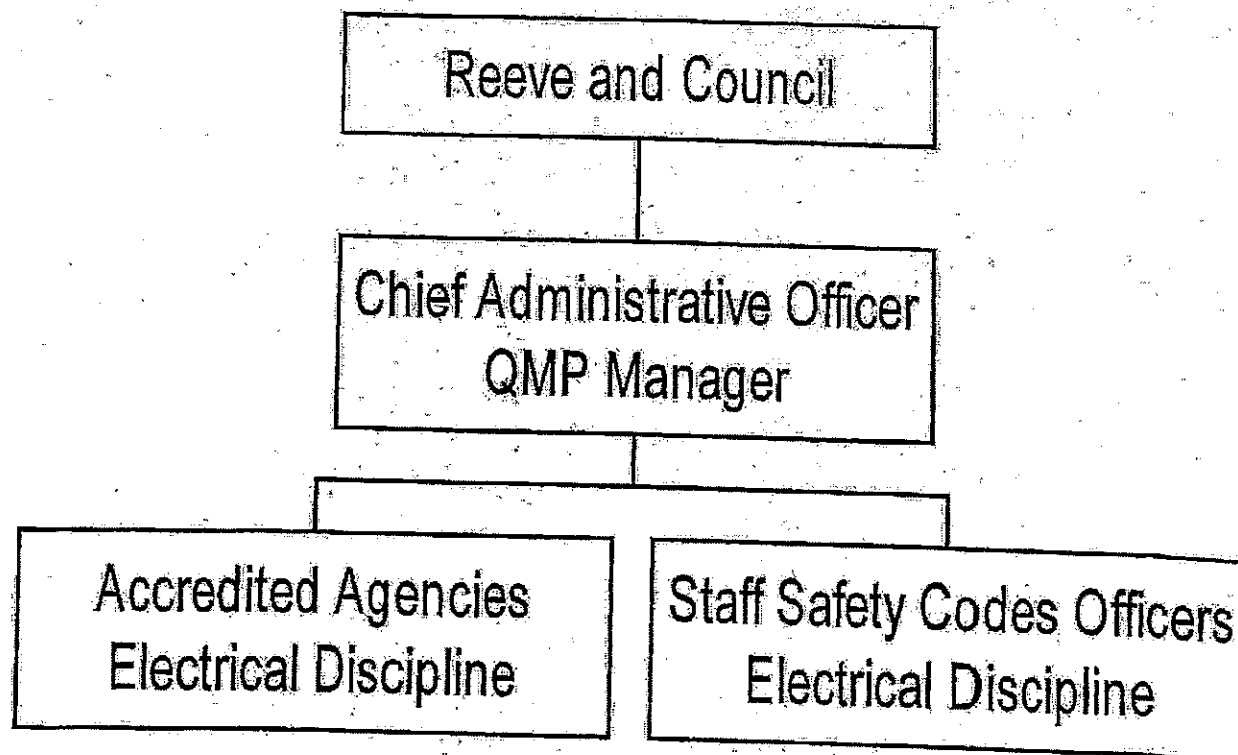 Reeve and Council
Chief Administrative Officer
QMP Manager
Accredited Agencies
Electrical Discipline
Staff Safety Codes Officers
Electrical Discipline